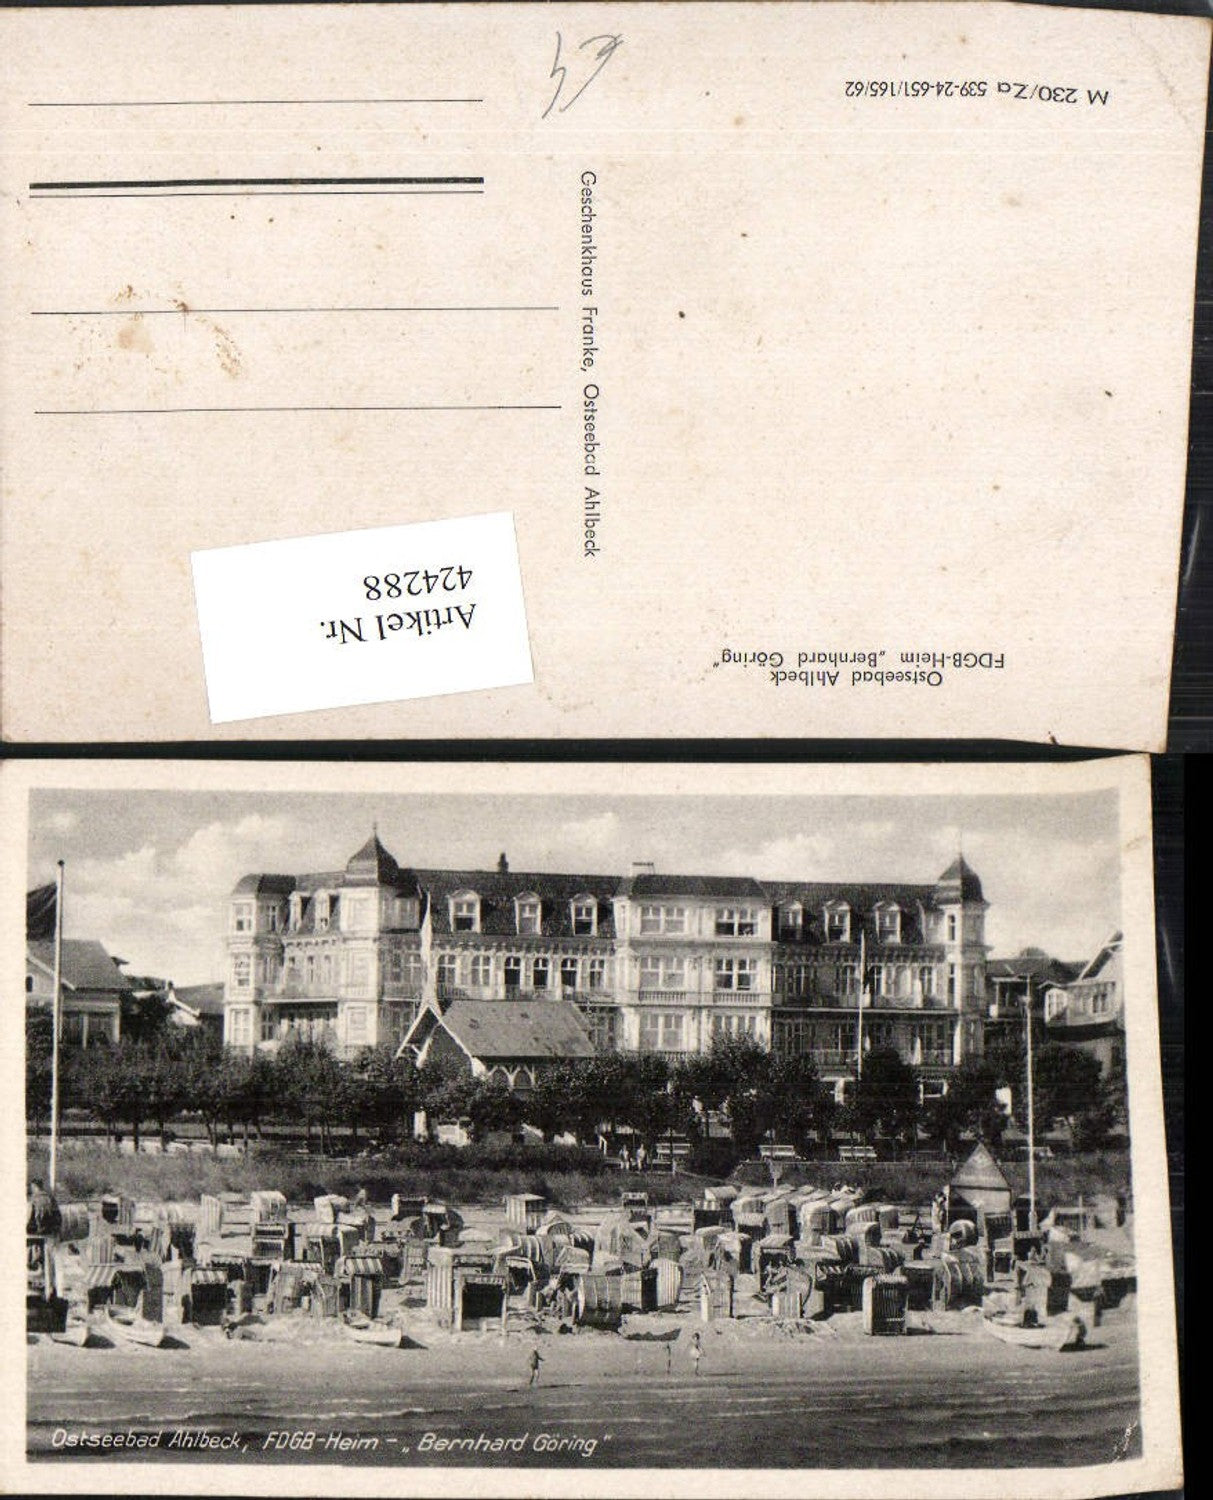 M 230/Za 539-24-651/165/62
Geschenkhaus Franke, Ostseebad Ahlbeck
Artikel Nr.
424288
Ostseebad Ahlbeck
FDGB-Heim „Bernhard Göring"
Ostseebad Ahlbeck, FDGB-Heim - „Bernhard Göring"